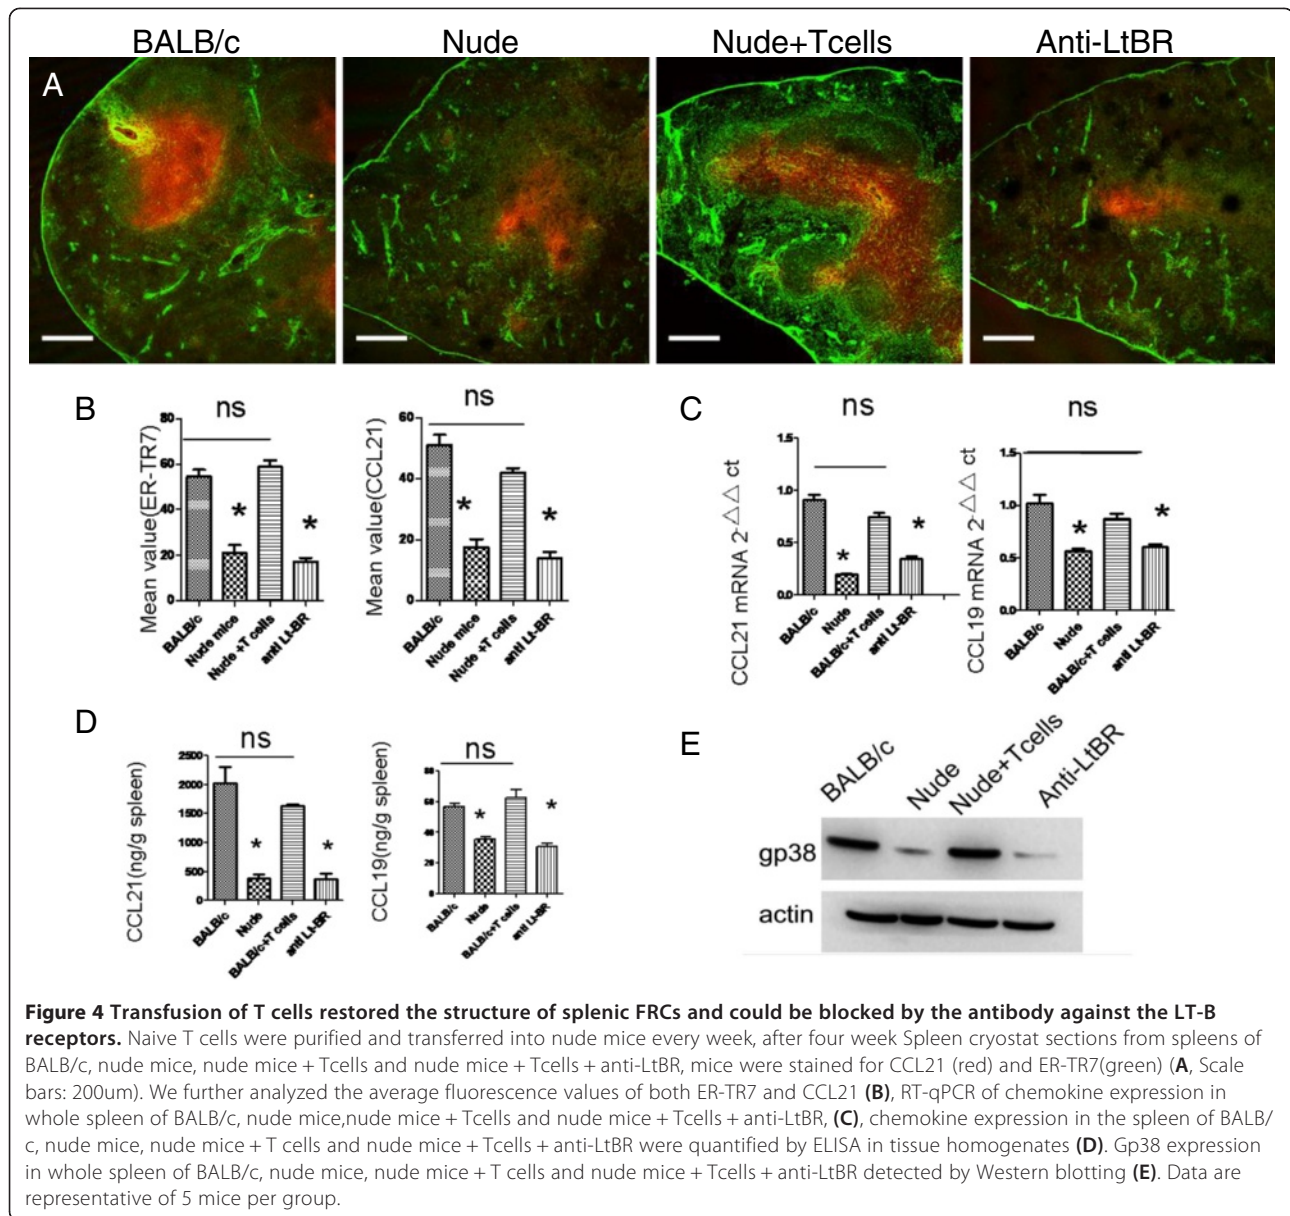 BALB/c Nude Nude+Tcells Anti-LtBR
A
B
ns
Mean value(ER-TR7)
80
60
40
20
0
BALB/c
Nude mice
Nude +T cells
anti Lt-BR
ns
Mean value(CCL21)
60
40
20
0
*
*
*
*
BALB/c
Nude mice
Nude +T cells
anti Lt-BR
C
ns
CCL21 mRNA 2-△△ ct
1.5
1.0
0.5
0.0
*
*
BALB/c
Nude
BALB/c+T cells
anti Lt-BR
ns
CCL19 mRNA 2-△△ ct
1.5
1.0
0.5
0.0
*
*
BALB/c
Nude
BALB/c+T cells
anti Lt-BR
D
ns
CCL21(ng/g spleen)
2500
2000
1500
1000
500
0
*
*
BALB/c
Nude
BALB/c+T cells
anti Lt-BR
ns
CCL19(ng/g spleen)
80
60
40
20
0
*
*
BALB/c
Nude
BALB/c+T cells
anti Lt-BR
E
BALB/c
Nude
Nude+Tcells
Anti-LtBR
gp38
actin
Figure 4 Transfusion of T cells restored the structure of splenic FRCs and could be blocked by the antibody against the LT-B
receptors. Naive T cells were purified and transferred into nude mice every week, after four week Spleen cryostat sections from spleens of
BALB/c, nude mice, nude mice + Tcells and nude mice + Tcells + anti-LtBR, mice were stained for CCL21 (red) and ER-TR7(green) (A, Scale
bars: 200um). We further analyzed the average fluorescence values of both ER-TR7 and CCL21 (B), RT-qPCR of chemokine expression in
whole spleen of BALB/c, nude mice,nude mice + Tcells and nude mice + Tcells + anti-LtBR, (C), chemokine expression in the spleen of BALB/
c, nude mice, nude mice + T cells and nude mice + Tcells + anti-LtBR were quantified by ELISA in tissue homogenates (D). Gp38 expression
in whole spleen of BALB/c, nude mice, nude mice + T cells and nude mice + Tcells + anti-LtBR detected by Western blotting (E). Data are
representative of 5 mice per group.